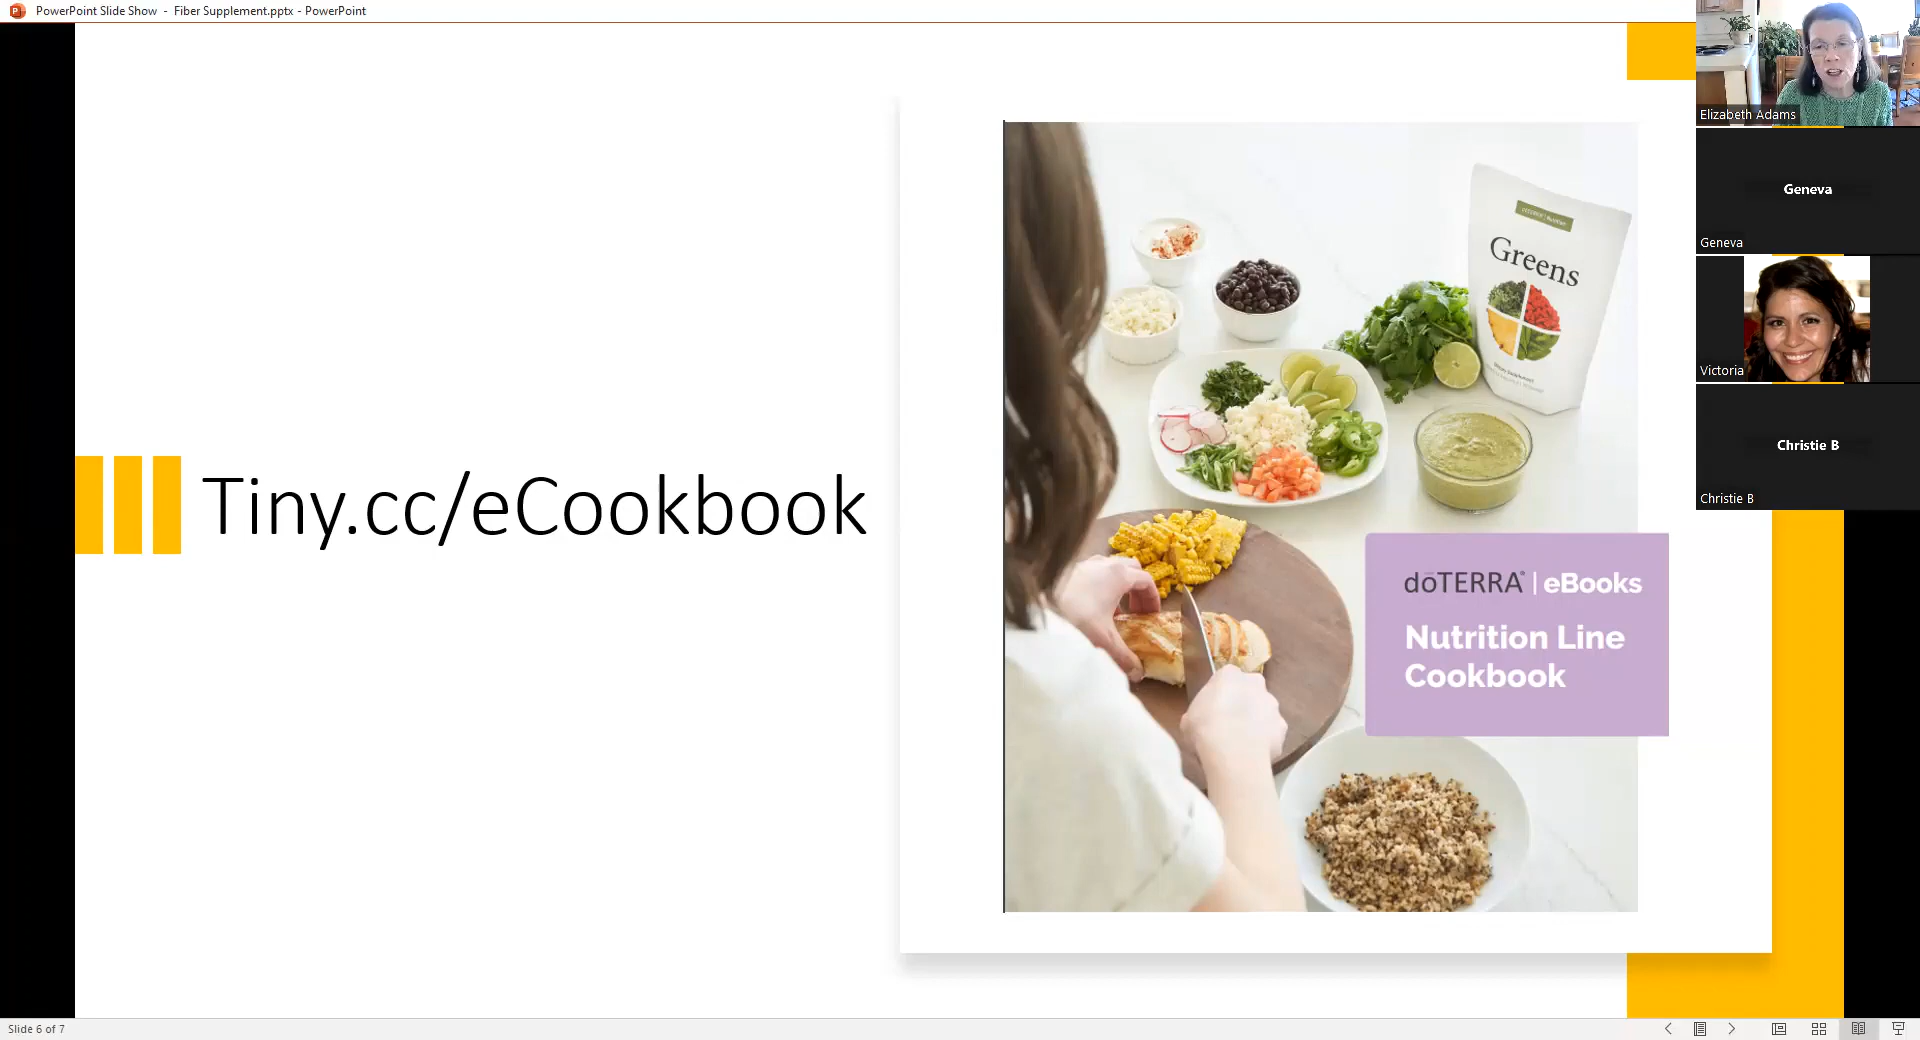 PowerPoint Slide Show - Fiber Supplement.pptx - PowerPoint
Tiny.cc/eCookbook
Greens
dōTERRA® | eBooks
Nutrition Line
Cookbook
Elizabeth Adams
Geneva
Geneva
Victoria
Christie B
Christie B
Slide 6 of 7